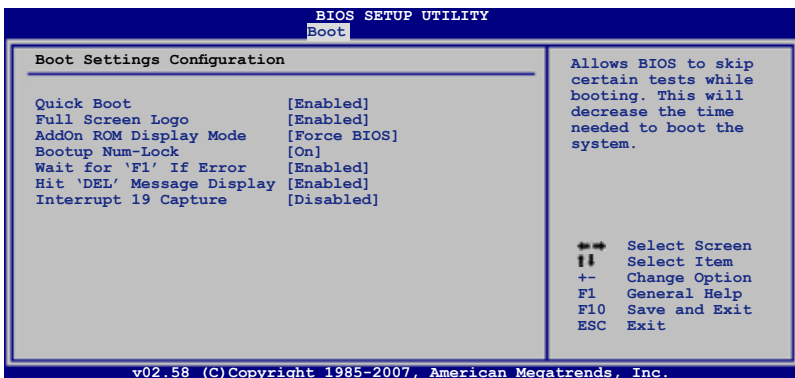 BIOS SETUP UTILITY
Boot
Boot Settings Configuration
Quick Boot [Enabled]
Full Screen Logo [Enabled]
AddOn ROM Display Mode [Force BIOS]
Bootup Num-Lock [On]
Wait for ‘F1’ If Error [Enabled]
Hit ‘DEL’ Message Display [Enabled]
Interrupt 19 Capture [Disabled]
Allows BIOS to skip
certain tests while
booting. This will
decrease the time
needed to boot the
system.
←→ Select Screen
↑↓ Select Item
+- Change Option
F1 General Help
F10 Save and Exit
ESC Exit
v02.58 (C)Copyright 1985-2007, American Megatrends, Inc.